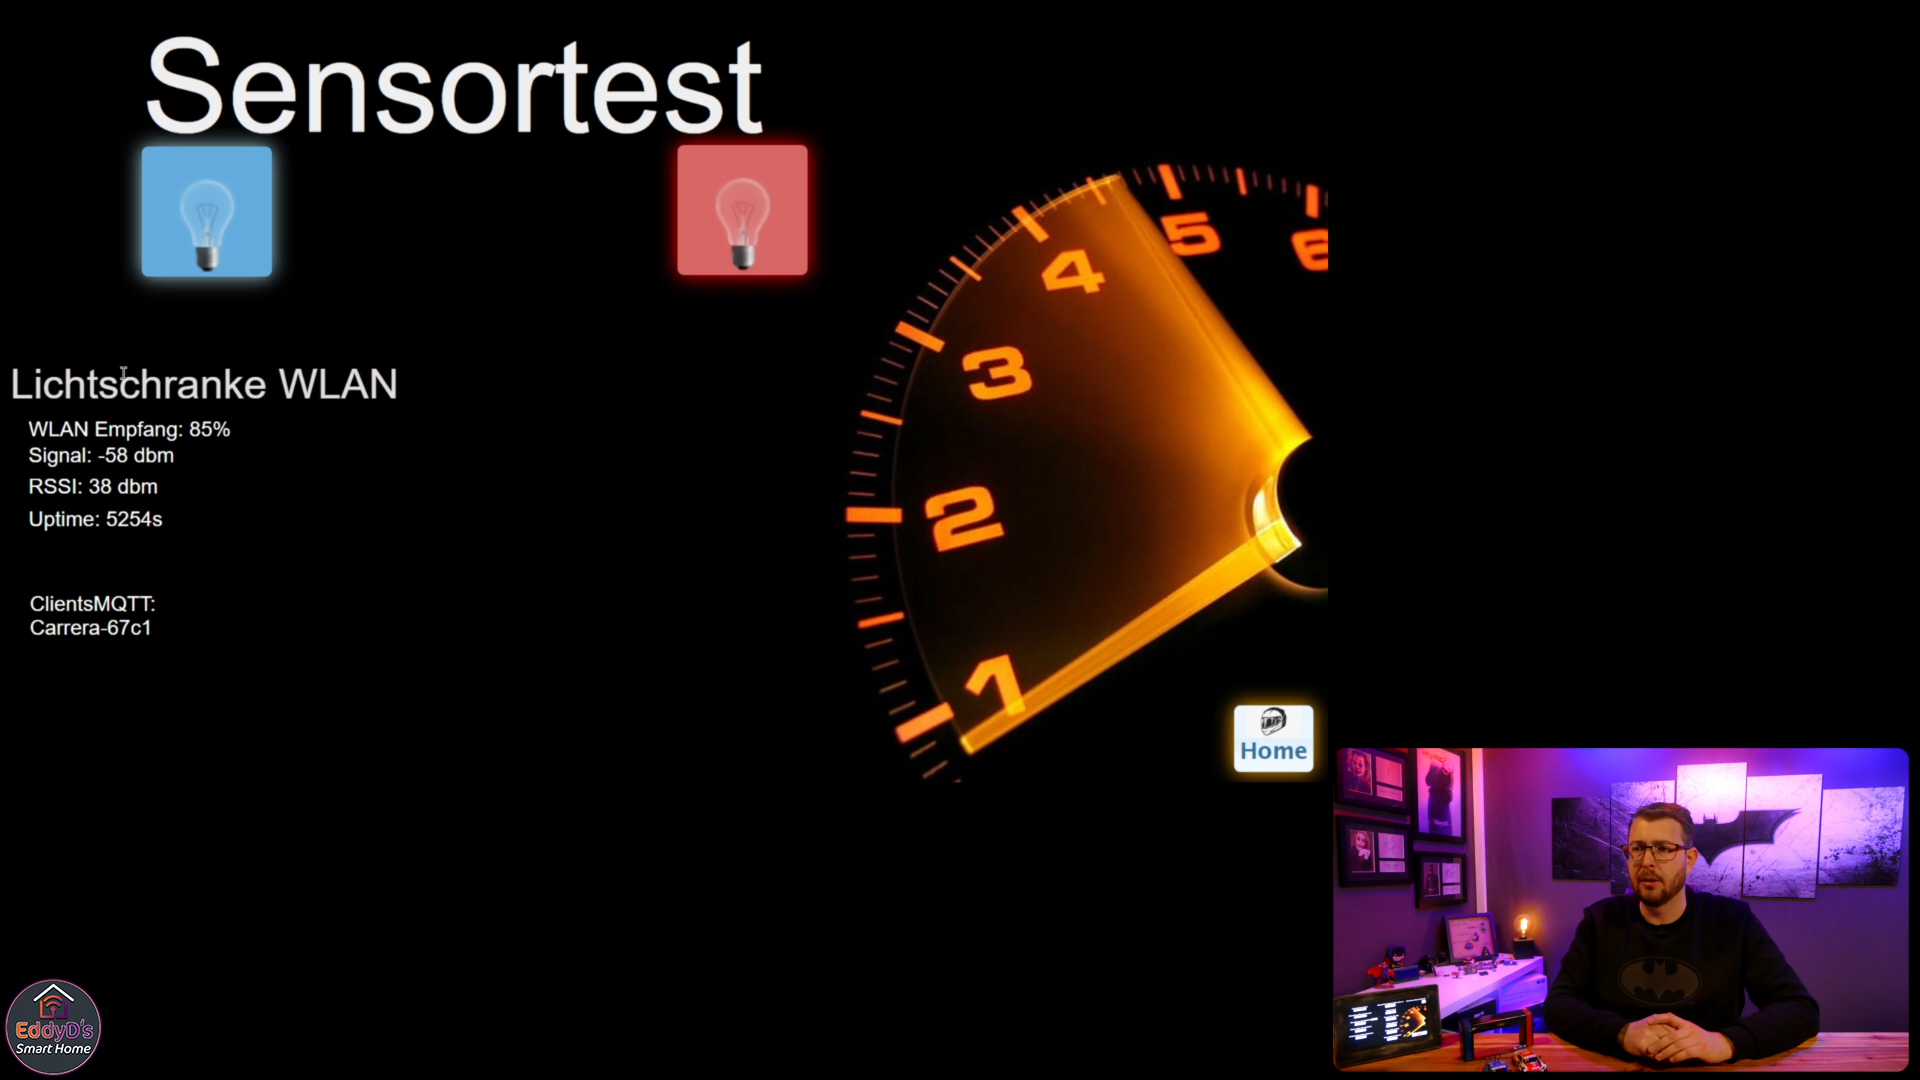 Sensortest
Lichtschranke WLAN
WLAN Empfang: 85%
Signal: -58 dbm
RSSI: 38 dbm
Uptime: 5254s
ClientsMQTT:
Carrera-67c1
1
2
3
4
5
6
Home
EddyD's
Smart Home